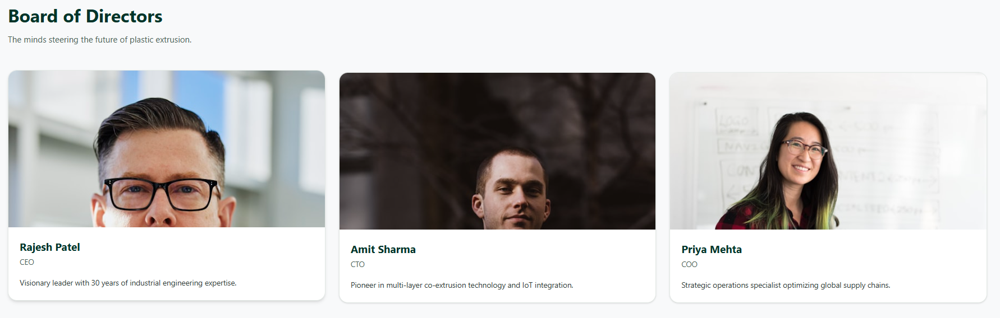 Board of Directors
The minds steering the future of plastic extrusion.
LOGO
Rajesh Patel
CEO
Visionary leader with 30 years of industrial engineering expertise.
Amit Sharma
CTO
Pioneer in multi-layer co-extrusion technology and IoT integration.
Priya Mehta
COO
Strategic operations specialist optimizing global supply chains.